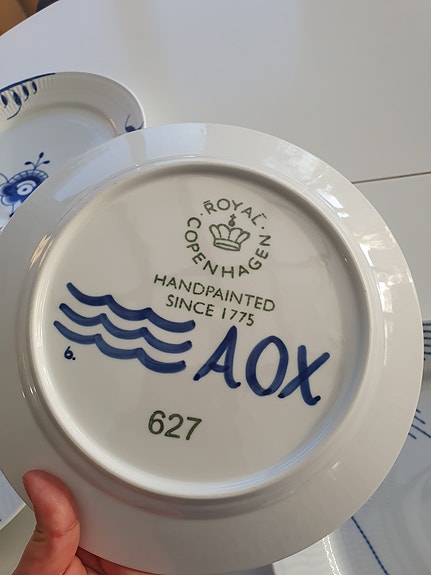 ROYAL
COPENHAGEN
HANDPAINTED
SINCE 1775
AOX
6.
627